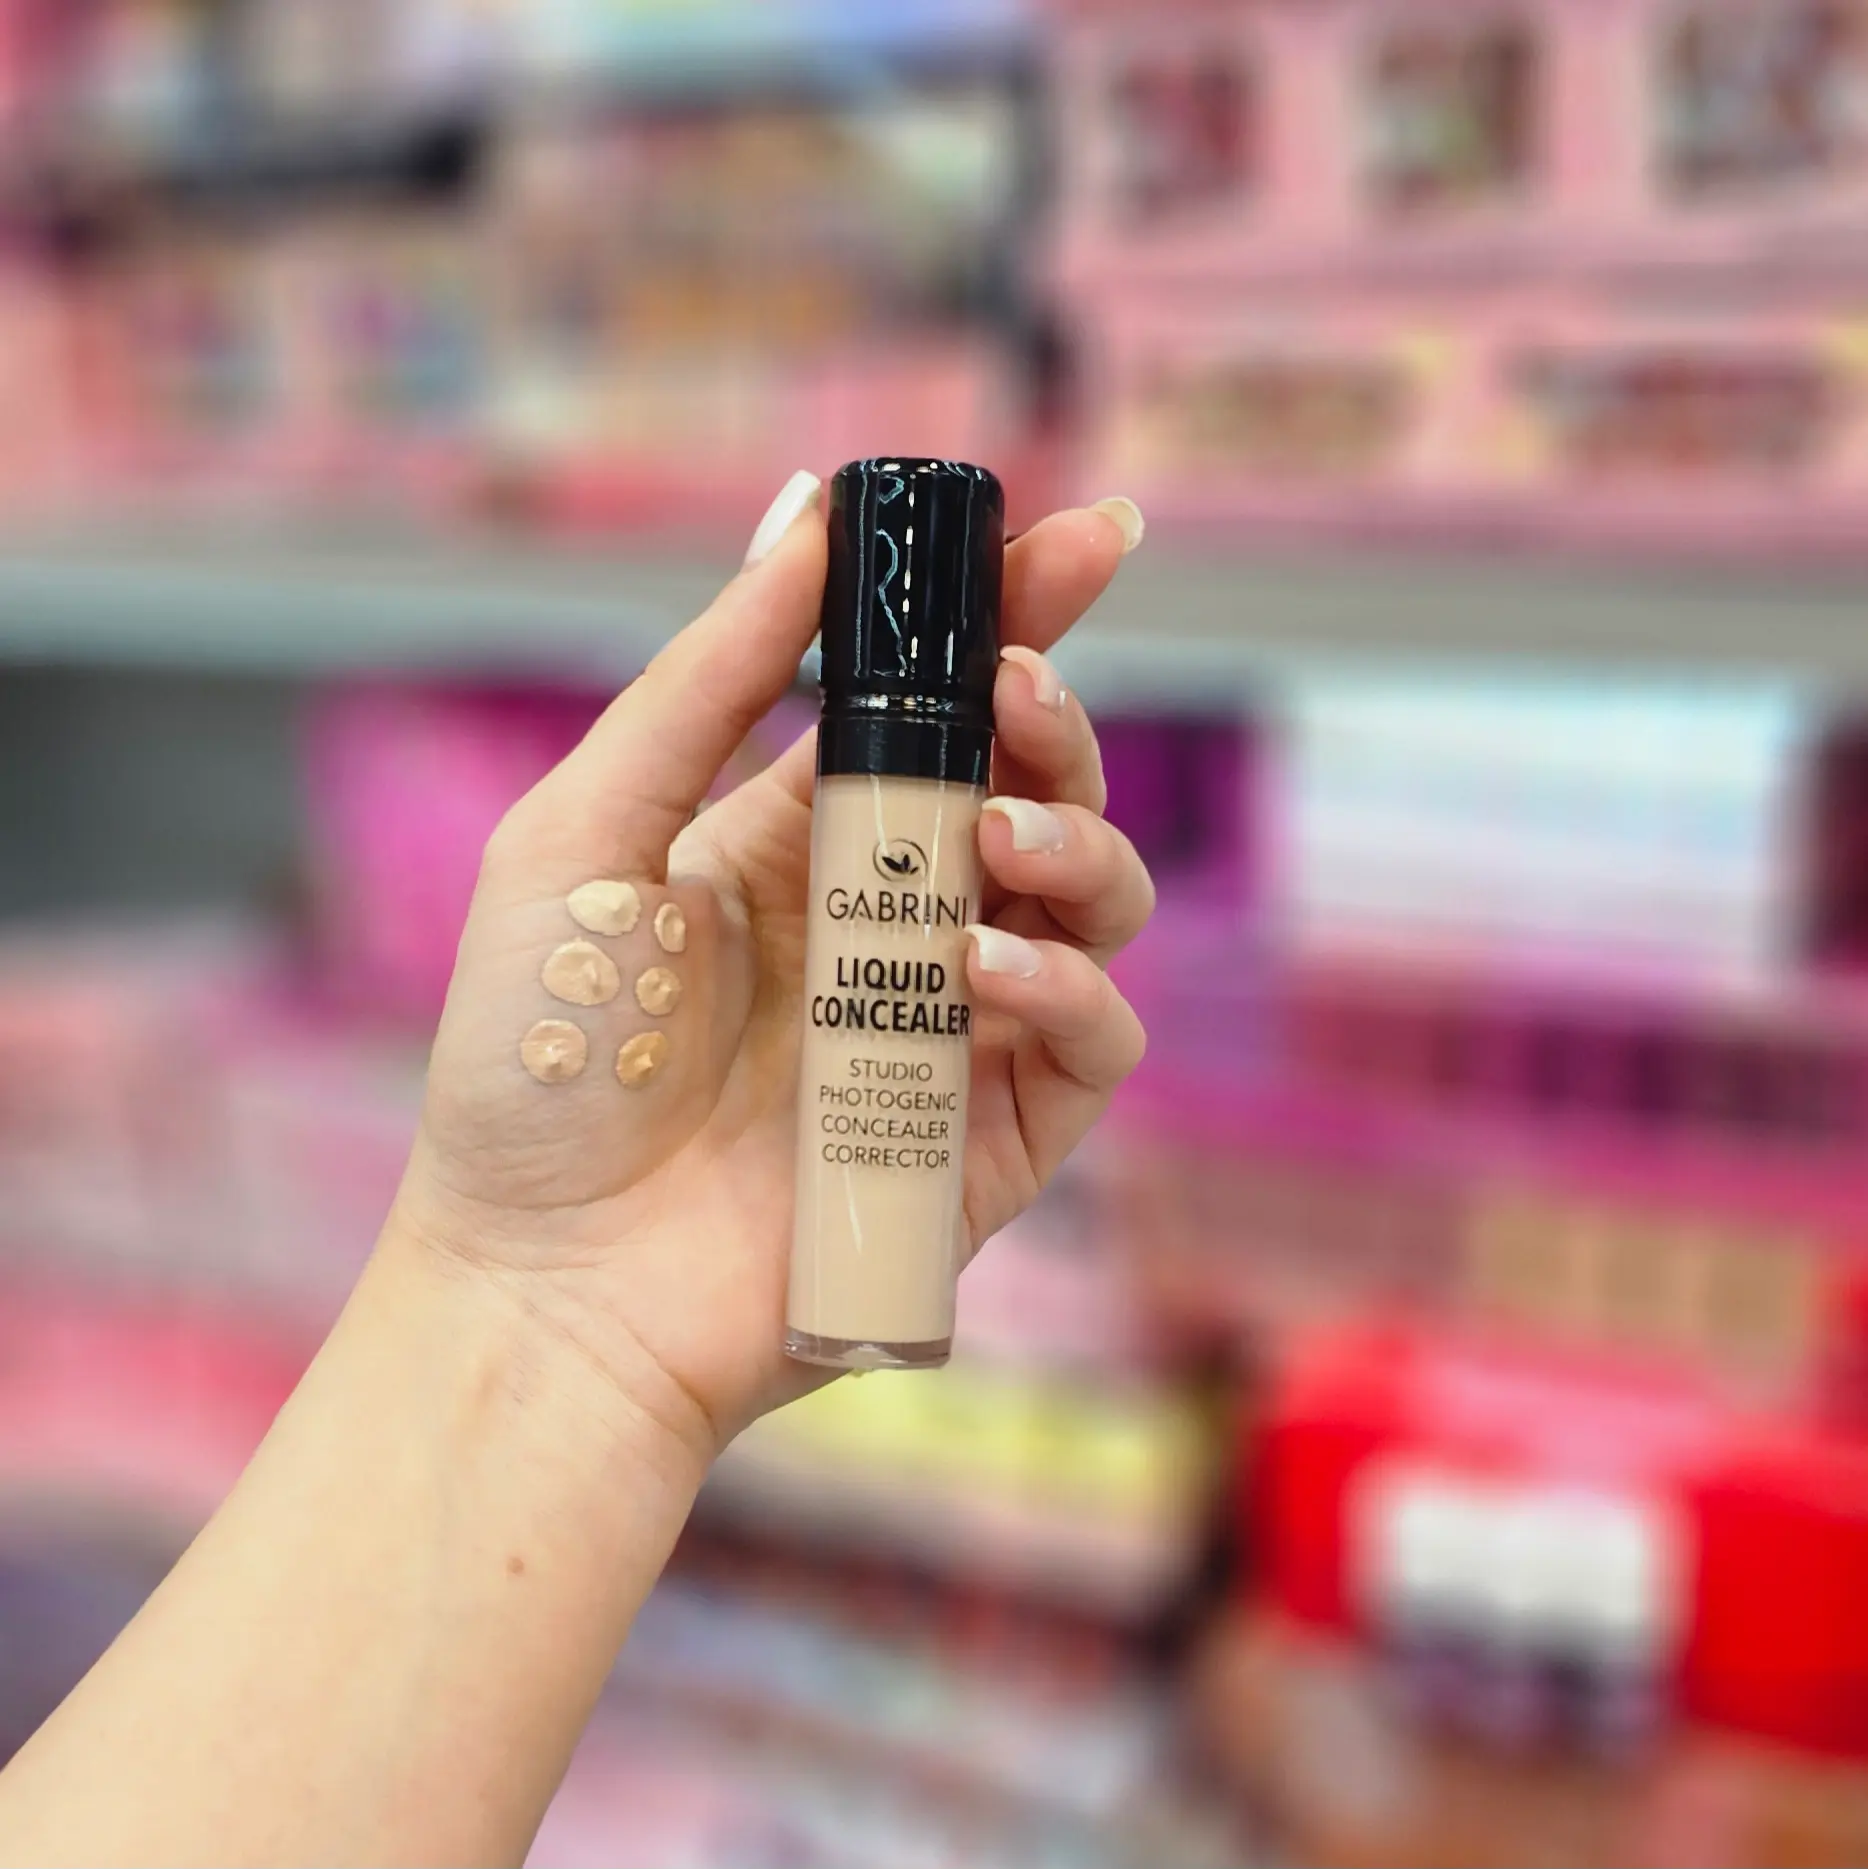 GABRINI
LIQUID
CONCEALER
STUDIO
PHOTOGENIC
CONCEALER
CORRECTOR